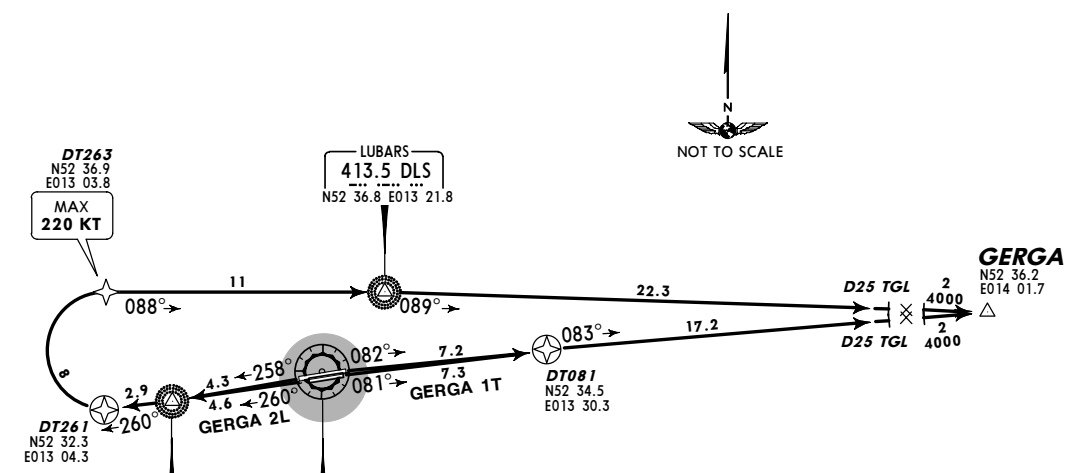 N
NOT TO SCALE
DT263
N52 36.9
E013 03.8
MAX
220 KT
LUBARS
413.5 DLS
N52 36.8 E013 21.8
GERGA
N52 36.2
E014 01.7
11
088°
089°
22.3
D25 TGL
2
4000
2
4000
D25 TGL
17.2
083°
DT081
N52 34.5
E013 30.3
082°
7.2
081°
7.3
GERGA 1T
258°
4.3
260°
4.6
GERGA 2L
8
2.9
260°
DT261
N52 32.3
E013 04.3